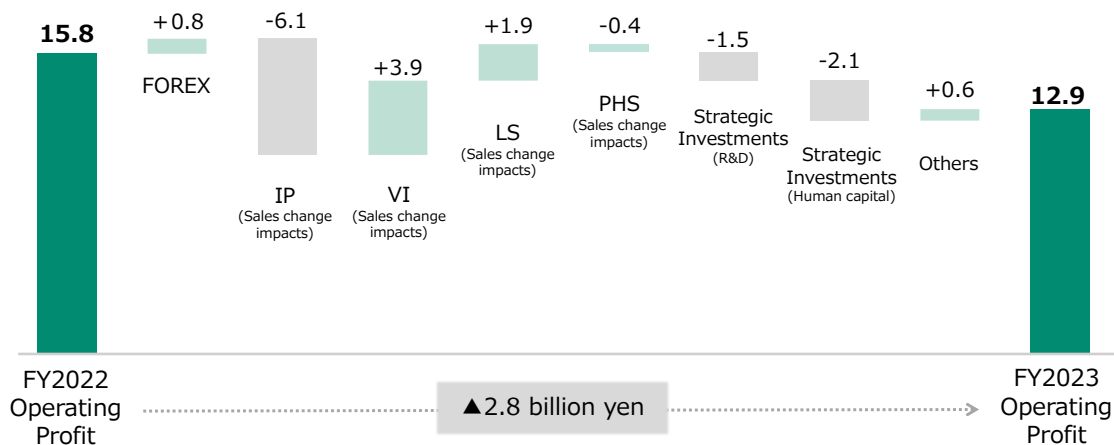 15.8
+0.8
FOREX
-6.1
IP
(Sales change
impacts)
+3.9
VI
(Sales change
impacts)
+1.9
LS
(Sales change
impacts)
-0.4
PHS
(Sales change
impacts)
-1.5
Strategic
Investments
(R&D)
-2.1
Strategic
Investments
(Human capital)
+0.6
Others
12.9
FY2022
Operating
Profit
▲2.8 billion yen
FY2023
Operating
Profit